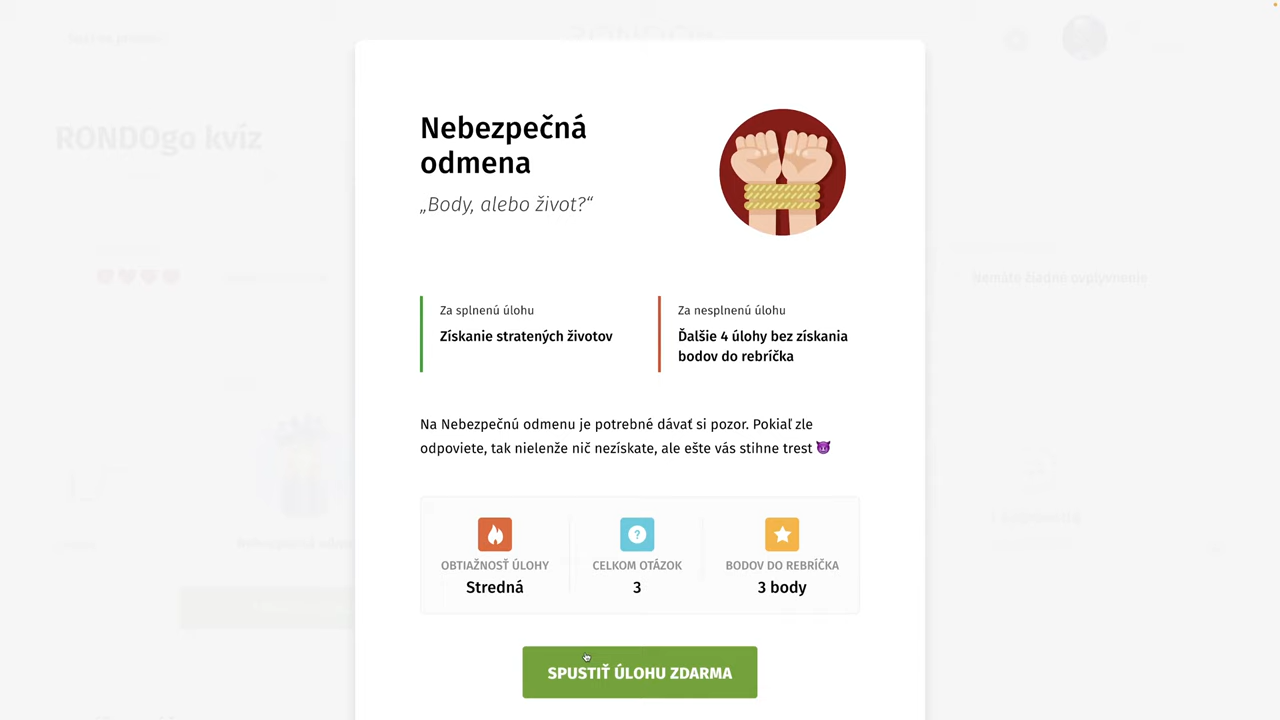 RONDOgo kvíz
Nemáte žiadne ovplyvnenie
Nebezpečná
odmena
„Body, alebo život?“
Za splnenú úlohu
Získanie stratených životov
Za nesplnenú úlohu
Ďalšie 4 úlohy bez získania
bodov do rebríčka
Na Nebezpečnú odmenu je potrebné dávať si pozor. Pokiaľ zle
odpoviete, tak nielenže nič nezískate, ale ešte vás stihne trest 😈
OBTIAŽNOSŤ ÚLOHY
Stredná
CELKOM OTÁZOK
3
BODOV DO REBRÍČKA
3 body
SPUSTIŤ ÚLOHU ZDARMA